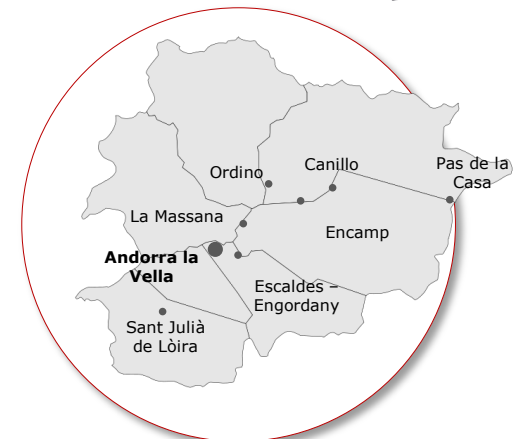 Ordino
Canillo
Pas de la
Casa
La Massana
Encamp
Andorra la
Vella
Escaldes –
Engordany
Sant Julià
de Lòira